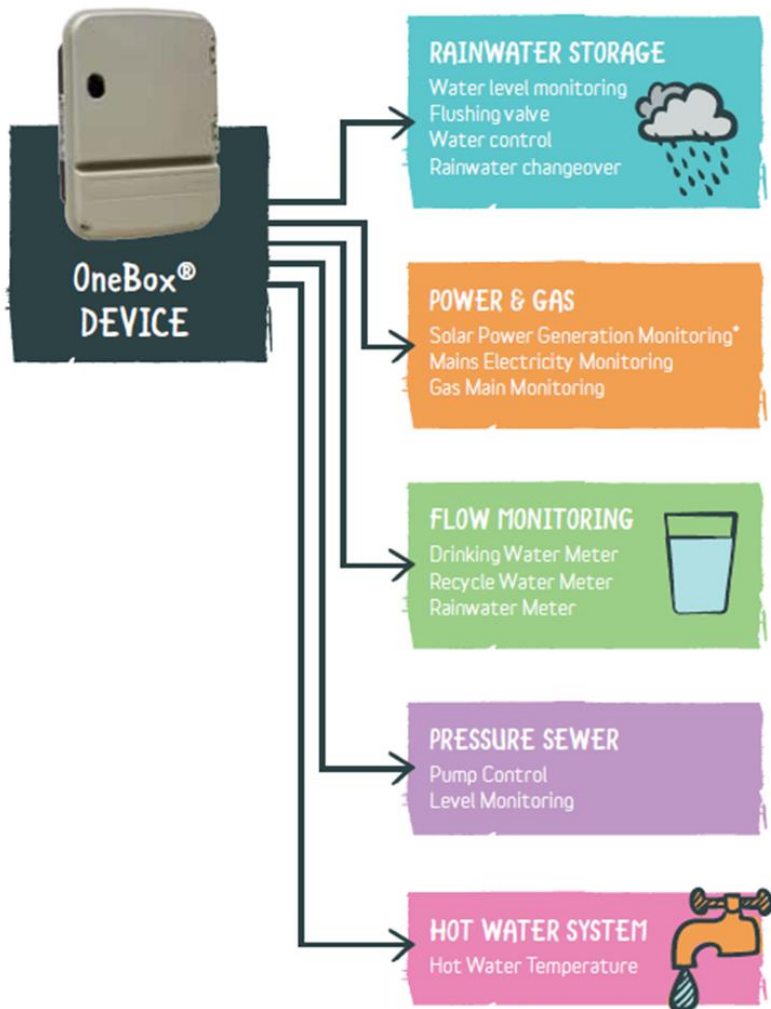 OneBox®
DEVICE
RAINWATER STORAGE
Water level monitoring
Flushing valve
Water control
Rainwater changeover
POWER & GAS
Solar Power Generation Monitoring*
Mains Electricity Monitoring
Gas Main Monitoring
FLOW MONITORING
Drinking Water Meter
Recycle Water Meter
Rainwater Meter
PRESSURE SEWER
Pump Control
Level Monitoring
HOT WATER SYSTEM
Hot Water Temperature